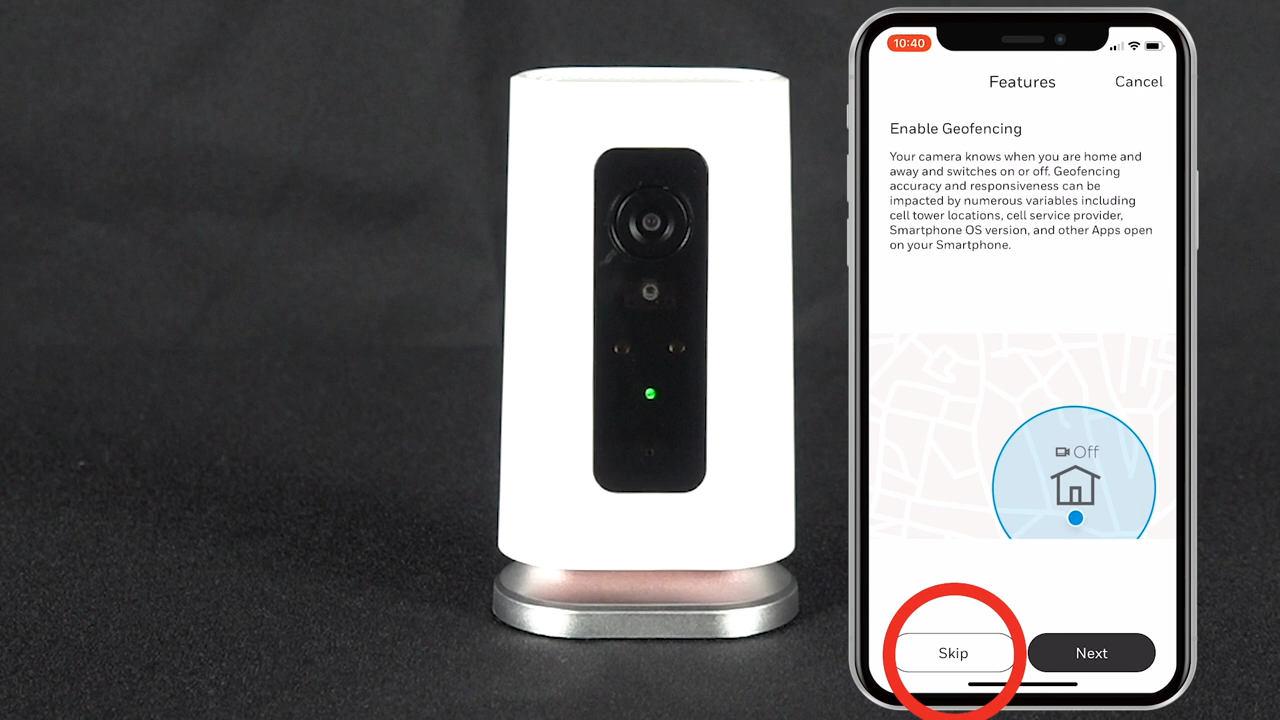 10:40
Features
Cancel
Enable Geofencing
Your camera knows when you are home and
away and switches on or off. Geofencing
accuracy and responsiveness can be
impacted by numerous variables including
cell tower locations, cell service provider,
Smartphone OS version, and other Apps open
on your Smartphone.
Off
Skip
Next